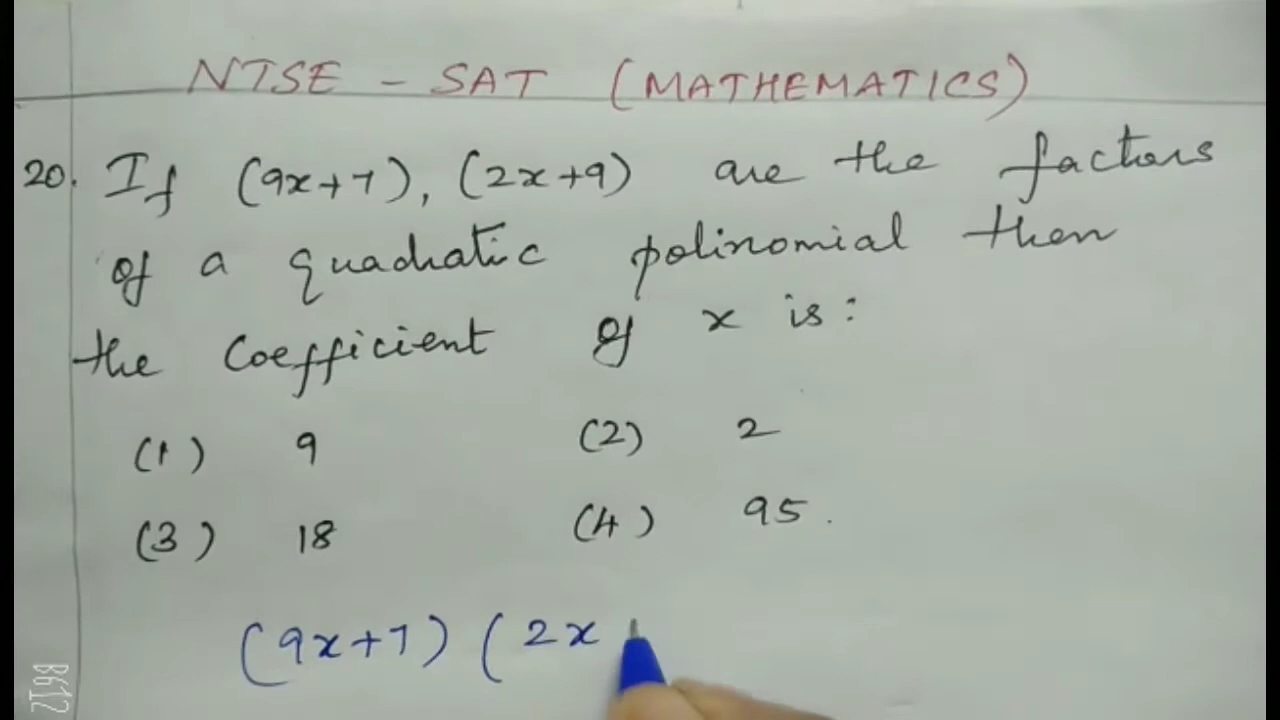 NTSE - SAT (MATHEMATICS)
20. If (9x+7), (2x+9) are the factors
of a quadratic polinomial then
the Coefficient of x is:
(1) 9 (2) 2
(3) 18 (4) 95.
(9x+7) (2x
B612